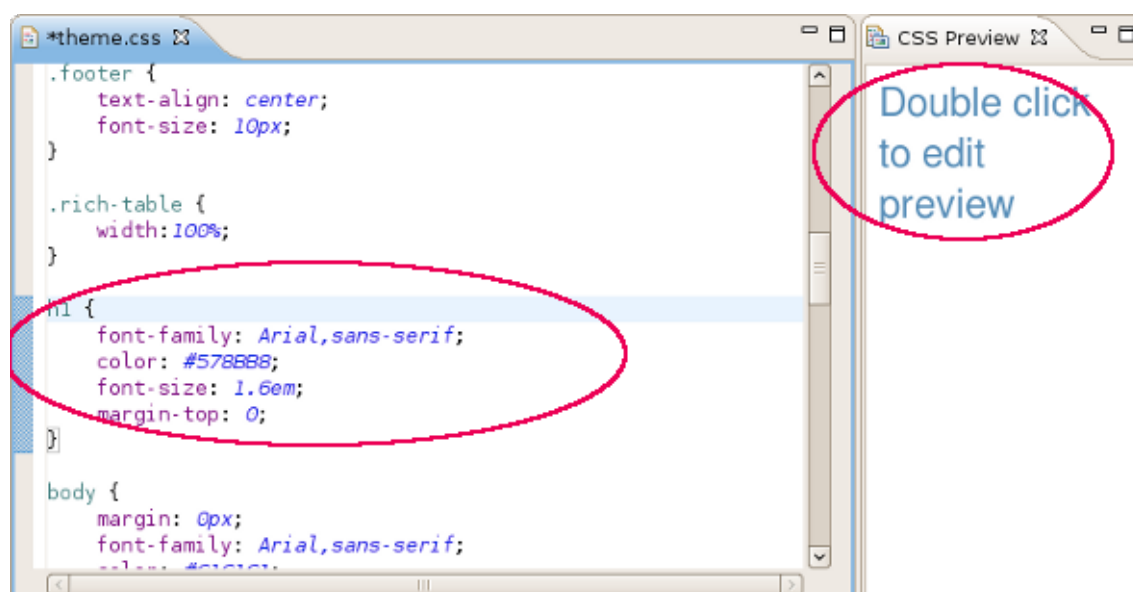 *theme.css
CSS Preview
.footer {
text-align: center;
font-size: 10px;
}
.rich-table {
width:100%;
}
h1 {
font-family: Arial,sans-serif;
color: #578BB8;
font-size: 1.6em;
margin-top: 0;
}
body {
margin: 0px;
font-family: Arial,sans-serif;
Double click
to edit
preview